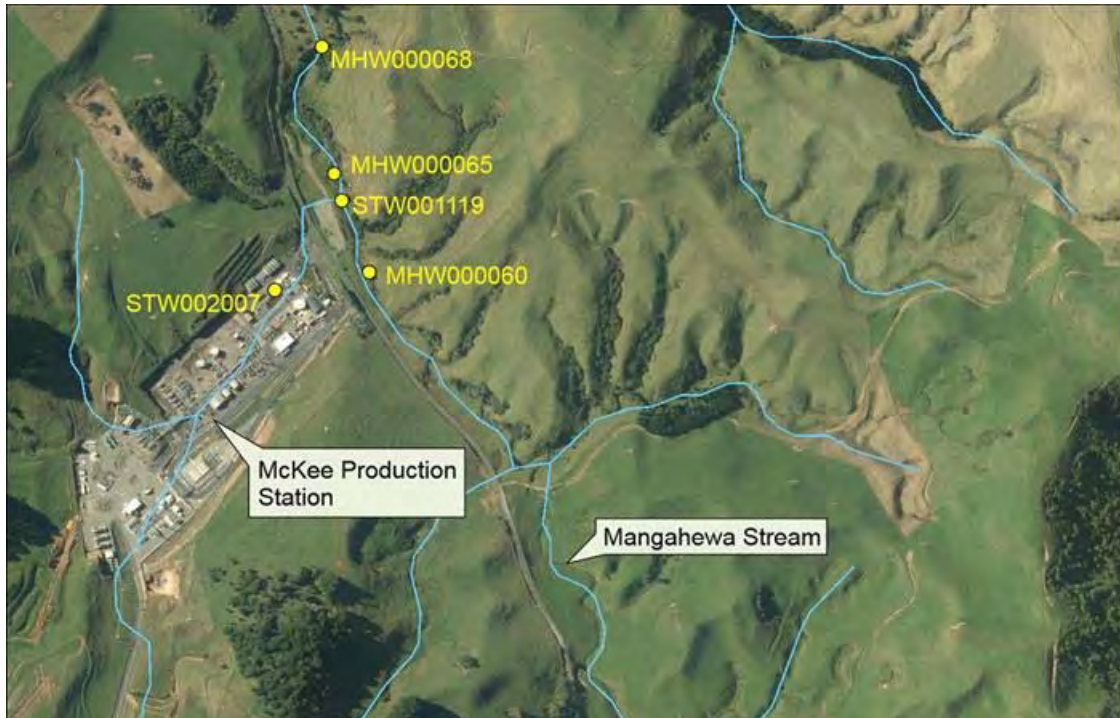 MHW000068
MHW000065
STW001119
MHW000060
STW002007
McKee Production
Station
Mangahewa Stream